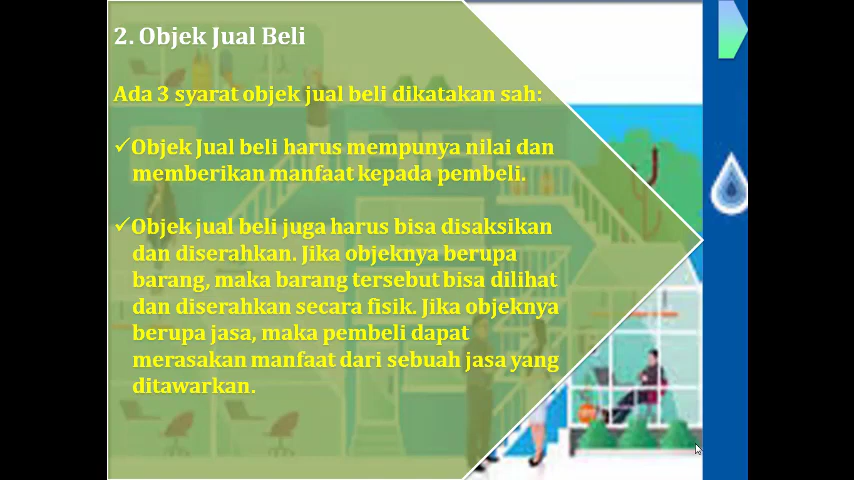 2. Objek Jual Beli
Ada 3 syarat objek jual beli dikatakan sah:
✓Objek Jual beli harus mempunya nilai dan
memberikan manfaat kepada pembeli.
✓Objek jual beli juga harus bisa disaksikan
dan diserahkan. Jika objeknya berupa
barang, maka barang tersebut bisa dilihat
dan diserahkan secara fisik. Jika objeknya
berupa jasa, maka pembeli dapat
merasakan manfaat dari sebuah jasa yang
ditawarkan.